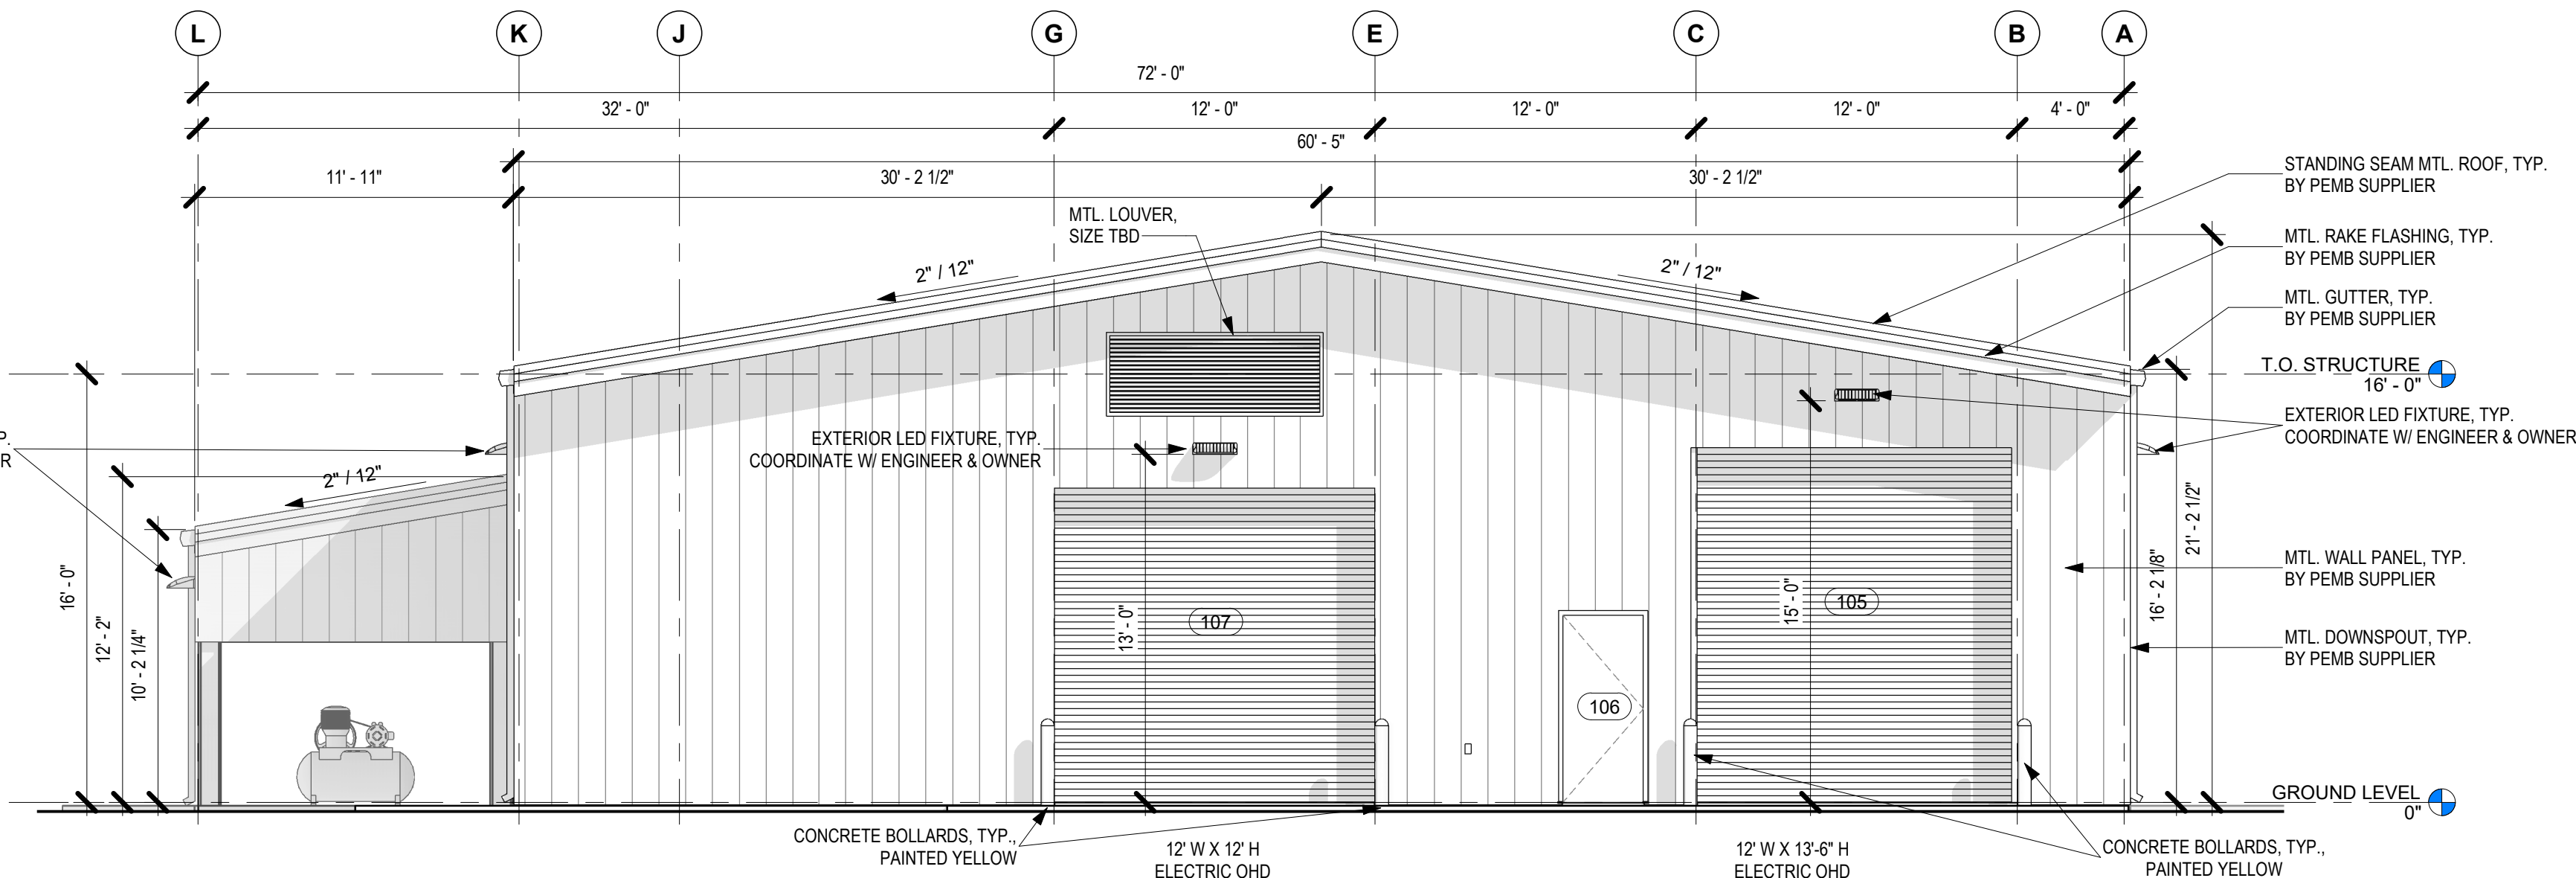 L K J G E C B A
72' - 0"
32' - 0" 12' - 0" 12' - 0" 12' - 0" 4' - 0"
60' - 5"
11' - 11" 30' - 2 1/2" 30' - 2 1/2"
STANDING SEAM MTL. ROOF, TYP.
BY PEMB SUPPLIER
MTL. LOUVER,
SIZE TBD
MTL. RAKE FLASHING, TYP.
BY PEMB SUPPLIER
2" / 12" 2" / 12"
MTL. GUTTER, TYP.
BY PEMB SUPPLIER
T.O. STRUCTURE
16' - 0"
EXTERIOR LED FIXTURE, TYP.
COORDINATE W/ ENGINEER & OWNER
P.
R
EXTERIOR LED FIXTURE, TYP.
COORDINATE W/ ENGINEER & OWNER
2" / 12"
16' - 0"
12' - 2"
10' - 2 1/4"
13' - 0"
107
15' - 0"
105
16' - 2 1/8"
21' - 2 1/2"
MTL. WALL PANEL, TYP.
BY PEMB SUPPLIER
MTL. DOWNSPOUT, TYP.
BY PEMB SUPPLIER
106
GROUND LEVEL
0"
CONCRETE BOLLARDS, TYP.,
PAINTED YELLOW
12' W X 12' H
ELECTRIC OHD
12' W X 13'-6" H
ELECTRIC OHD
CONCRETE BOLLARDS, TYP.,
PAINTED YELLOW